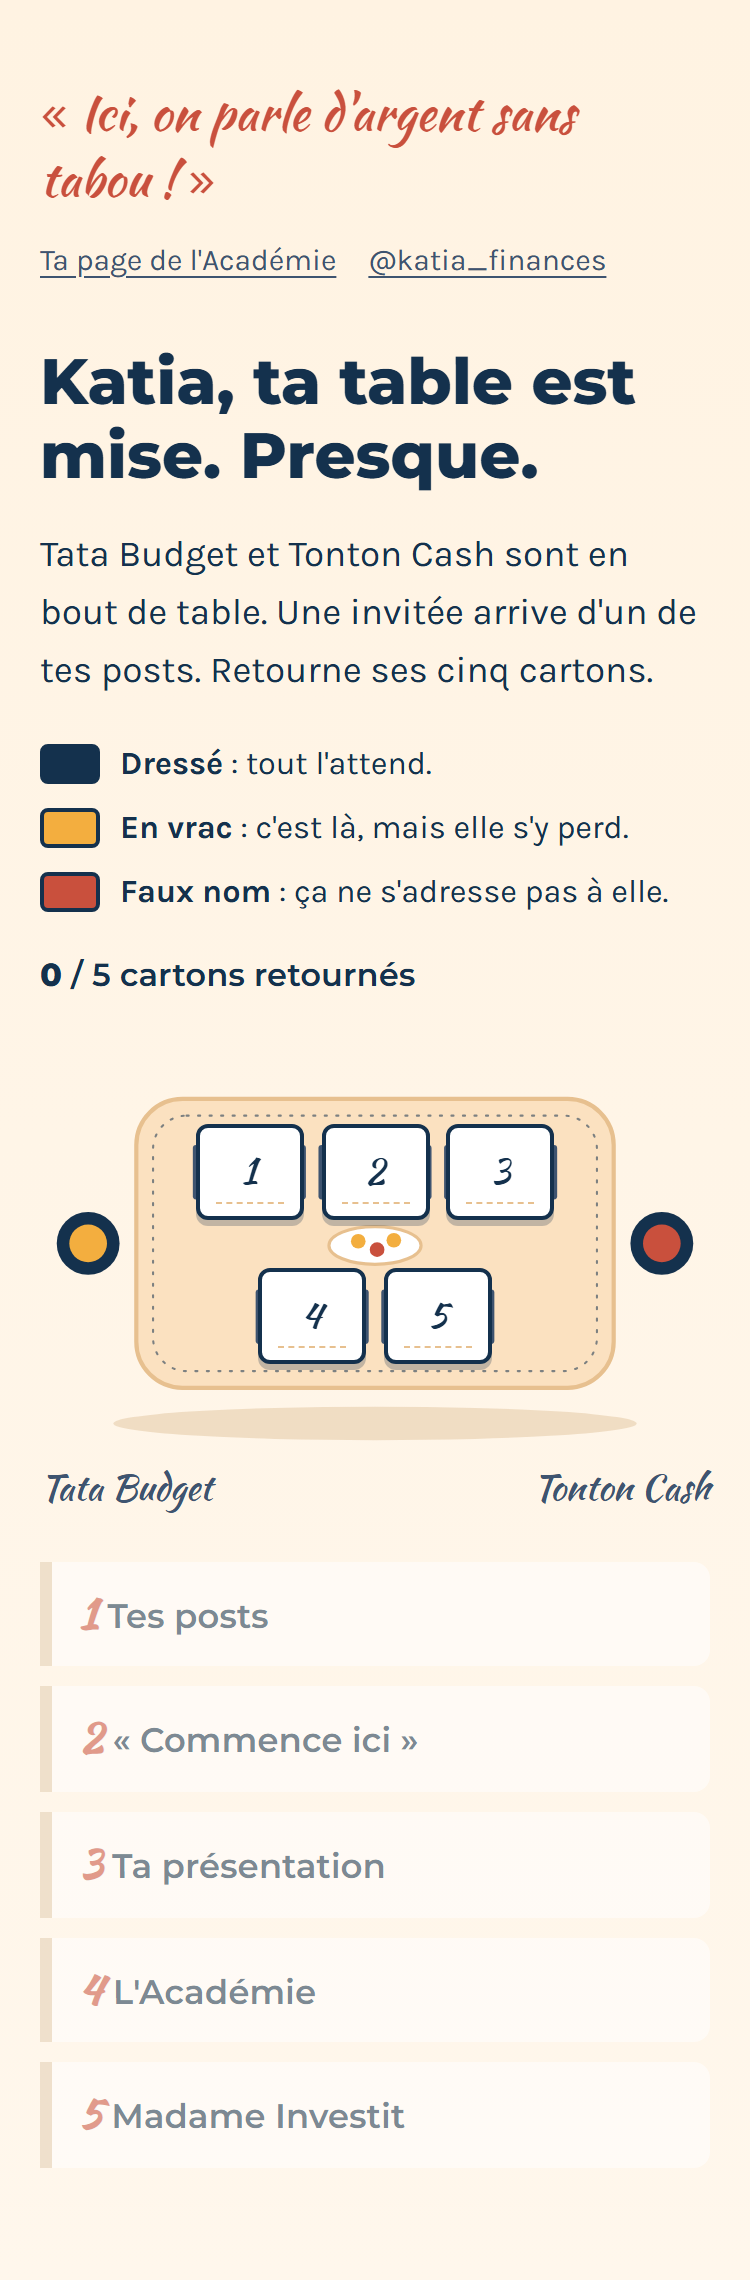 « Ici, on parle d'argent sans
tabou ! »
Ta page de l'Académie @katia_finances
Katia, ta table est
mise. Presque.
Tata Budget et Tonton Cash sont en
bout de table. Une invitée arrive d'un de
tes posts. Retourne ses cinq cartons.
Dressé : tout l'attend.
En vrac : c'est là, mais elle s'y perd.
Faux nom : ça ne s'adresse pas à elle.
0 / 5 cartons retournés
1 2 3
4 5
Tata Budget Tonton Cash
1 Tes posts
2 « Commence ici »
3 Ta présentation
4 L'Académie
5 Madame Investit